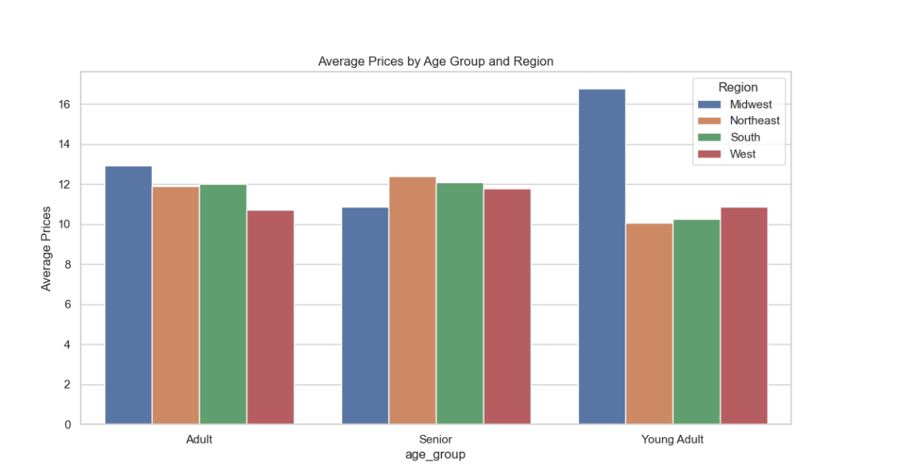 Average Prices by Age Group and Region
Average Prices
16
14
12
10
8
6
4
2
0
Region
Midwest
Northeast
South
West
Adult
Senior
Young Adult
age_group